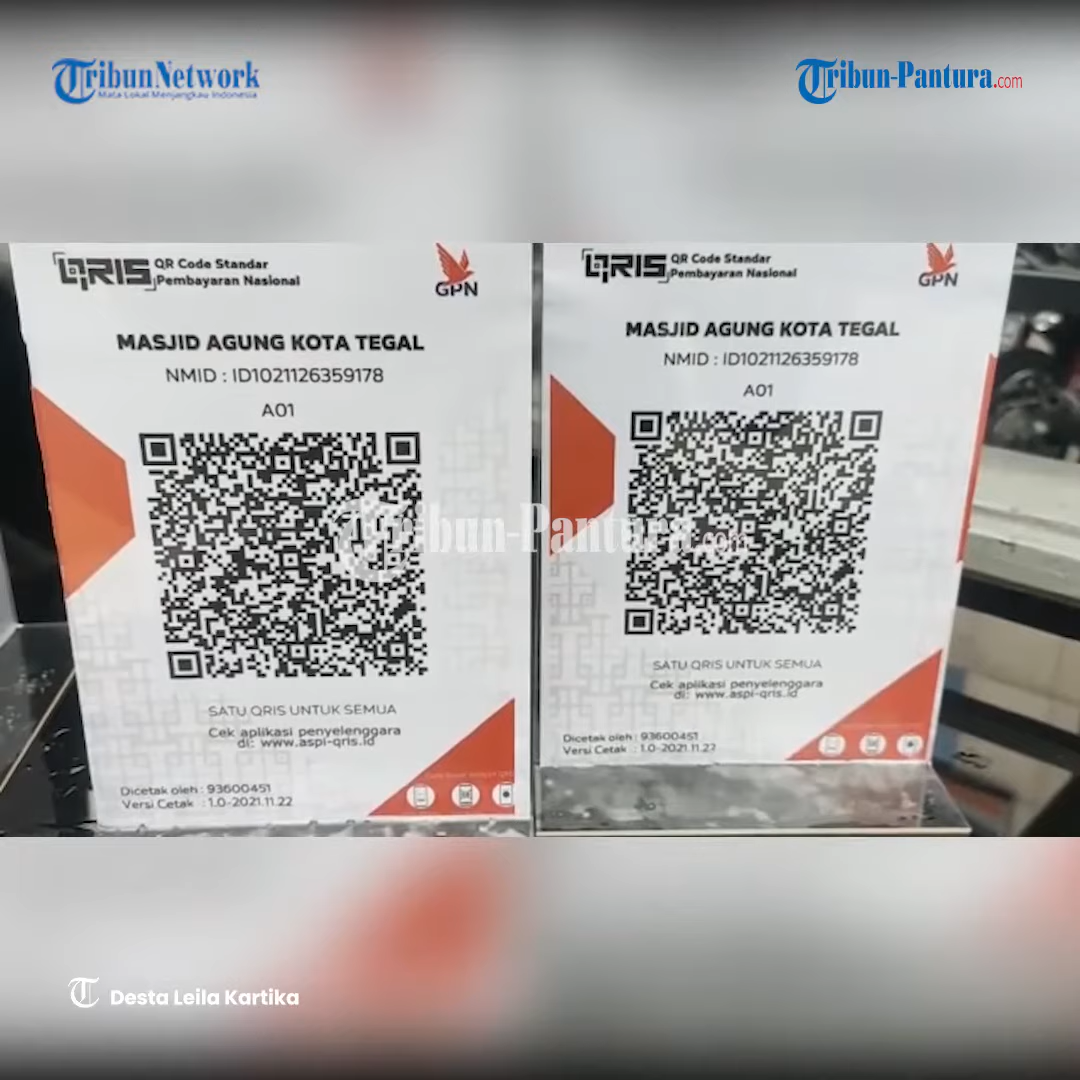 Tribun Network
Mata Lokal Menjangkau Indonesia
Tribun-Pantura.com
QRIS QR Code Standar
Pembayaran Nasional
GPN
MASJID AGUNG KOTA TEGAL
NMID : ID1021126359178
A01
SATU QRIS UNTUK SEMUA
Cek aplikasi penyelenggara
di: www.aspi-qris.id
Dicetak oleh : 93600451
Versi Cetak : 1.0-2021.11.22
QRIS QR Code Standar
Pembayaran Nasional
GPN
MASJID AGUNG KOTA TEGAL
NMID : ID1021126359178
A01
SATU QRIS UNTUK SEMUA
Cek aplikasi penyelenggara
di: www.aspi-qris.id
Dicetak oleh : 93600451
Versi Cetak : 1.0-2021.11.22
Tribun-Pantura.com
Desta Leila Kartika